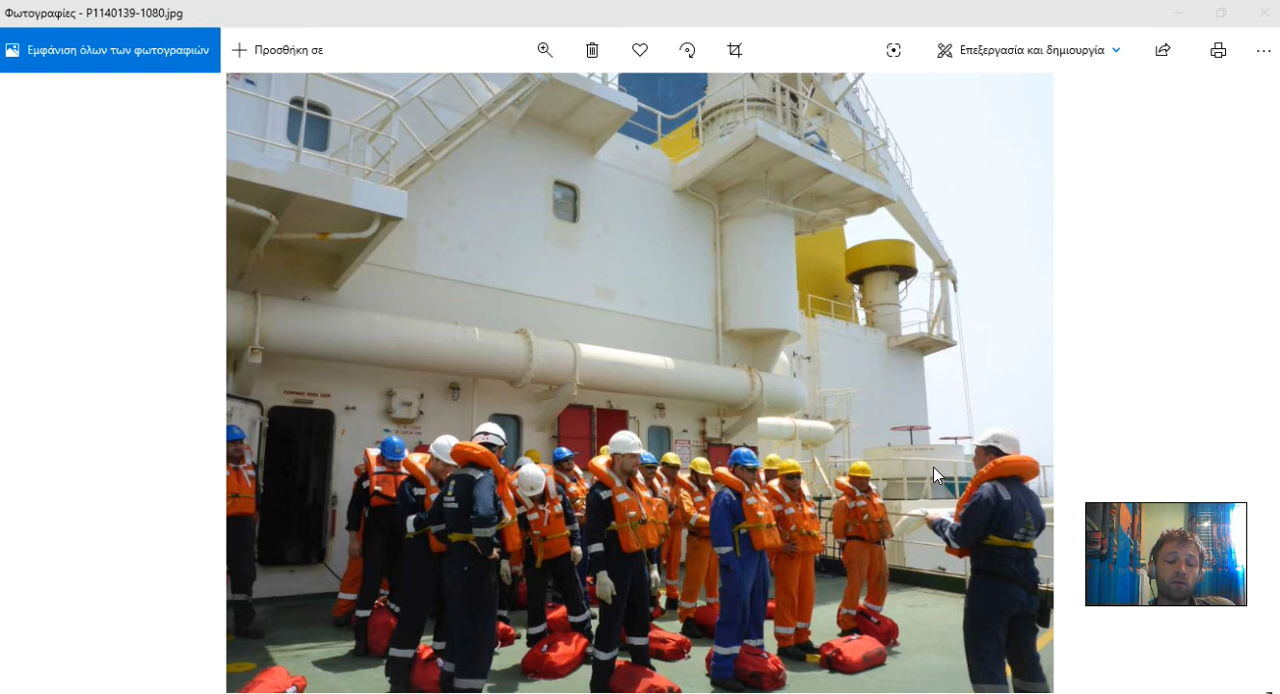 Φωτογραφίες - P1140139-1080.jpg
Εμφάνιση όλων των φωτογραφιών
Προσθήκη σε
Επεξεργασία και δημιουργία